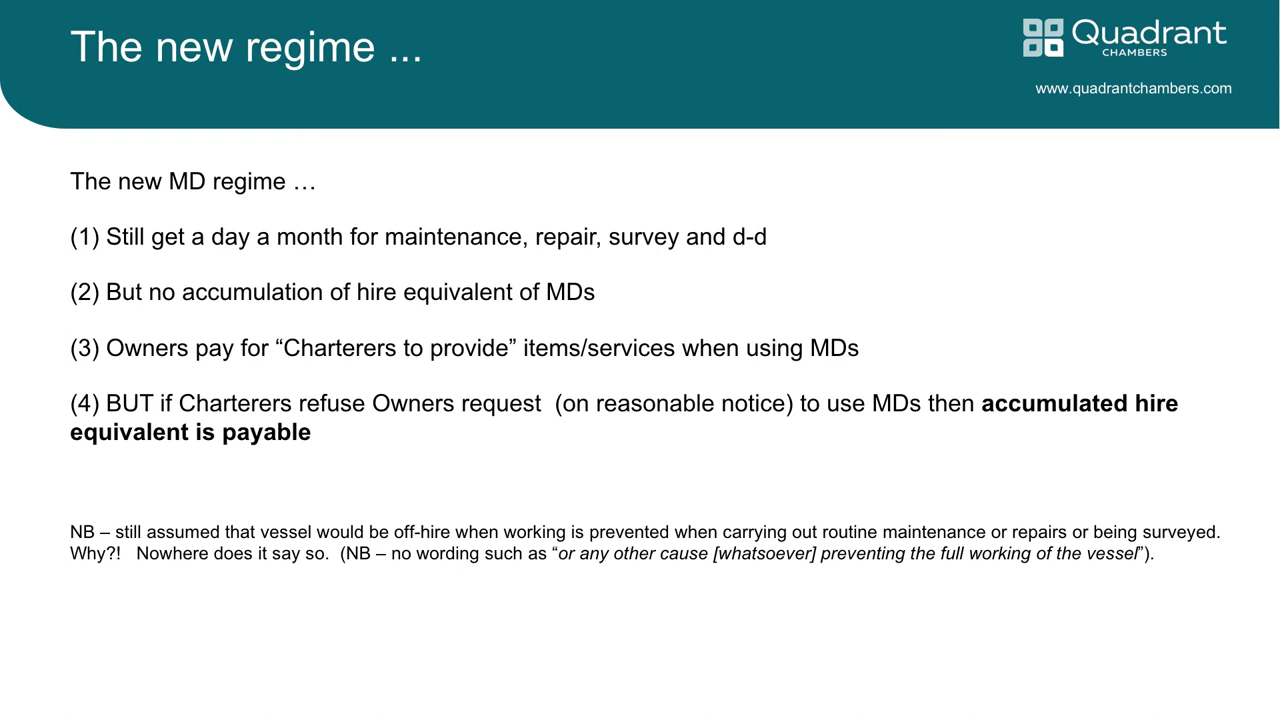 The new regime ...
Quadrant
CHAMBERS
www.quadrantchambers.com
The new MD regime …
(1) Still get a day a month for maintenance, repair, survey and d-d
(2) But no accumulation of hire equivalent of MDs
(3) Owners pay for “Charterers to provide” items/services when using MDs
(4) BUT if Charterers refuse Owners request  (on reasonable notice) to use MDs then accumulated hire
equivalent is payable
NB – still assumed that vessel would be off-hire when working is prevented when carrying out routine maintenance or repairs or being surveyed.
Why?!   Nowhere does it say so.  (NB – no wording such as “or any other cause [whatsoever] preventing the full working of the vessel”).